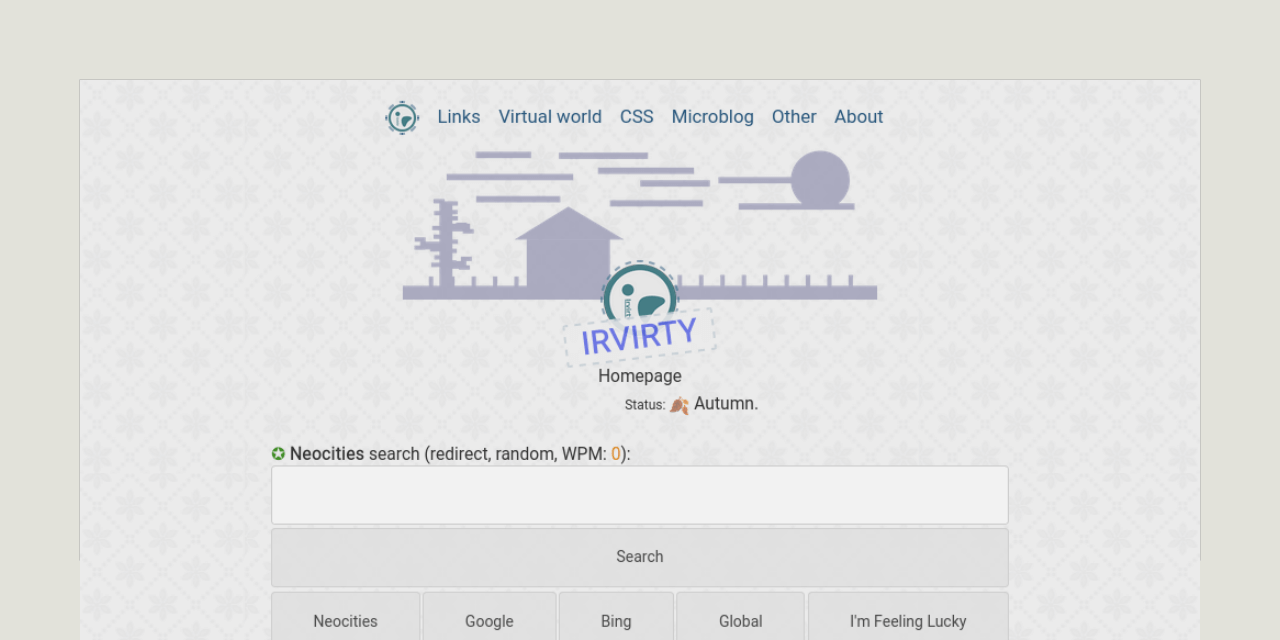 Links Virtual world CSS Microblog Other About
IRVIRTY
Homepage
Status: 🍂 Autumn.
✪ Neocities search (redirect, random, WPM: 0):
Search
Neocities Google Bing Global I'm Feeling Lucky